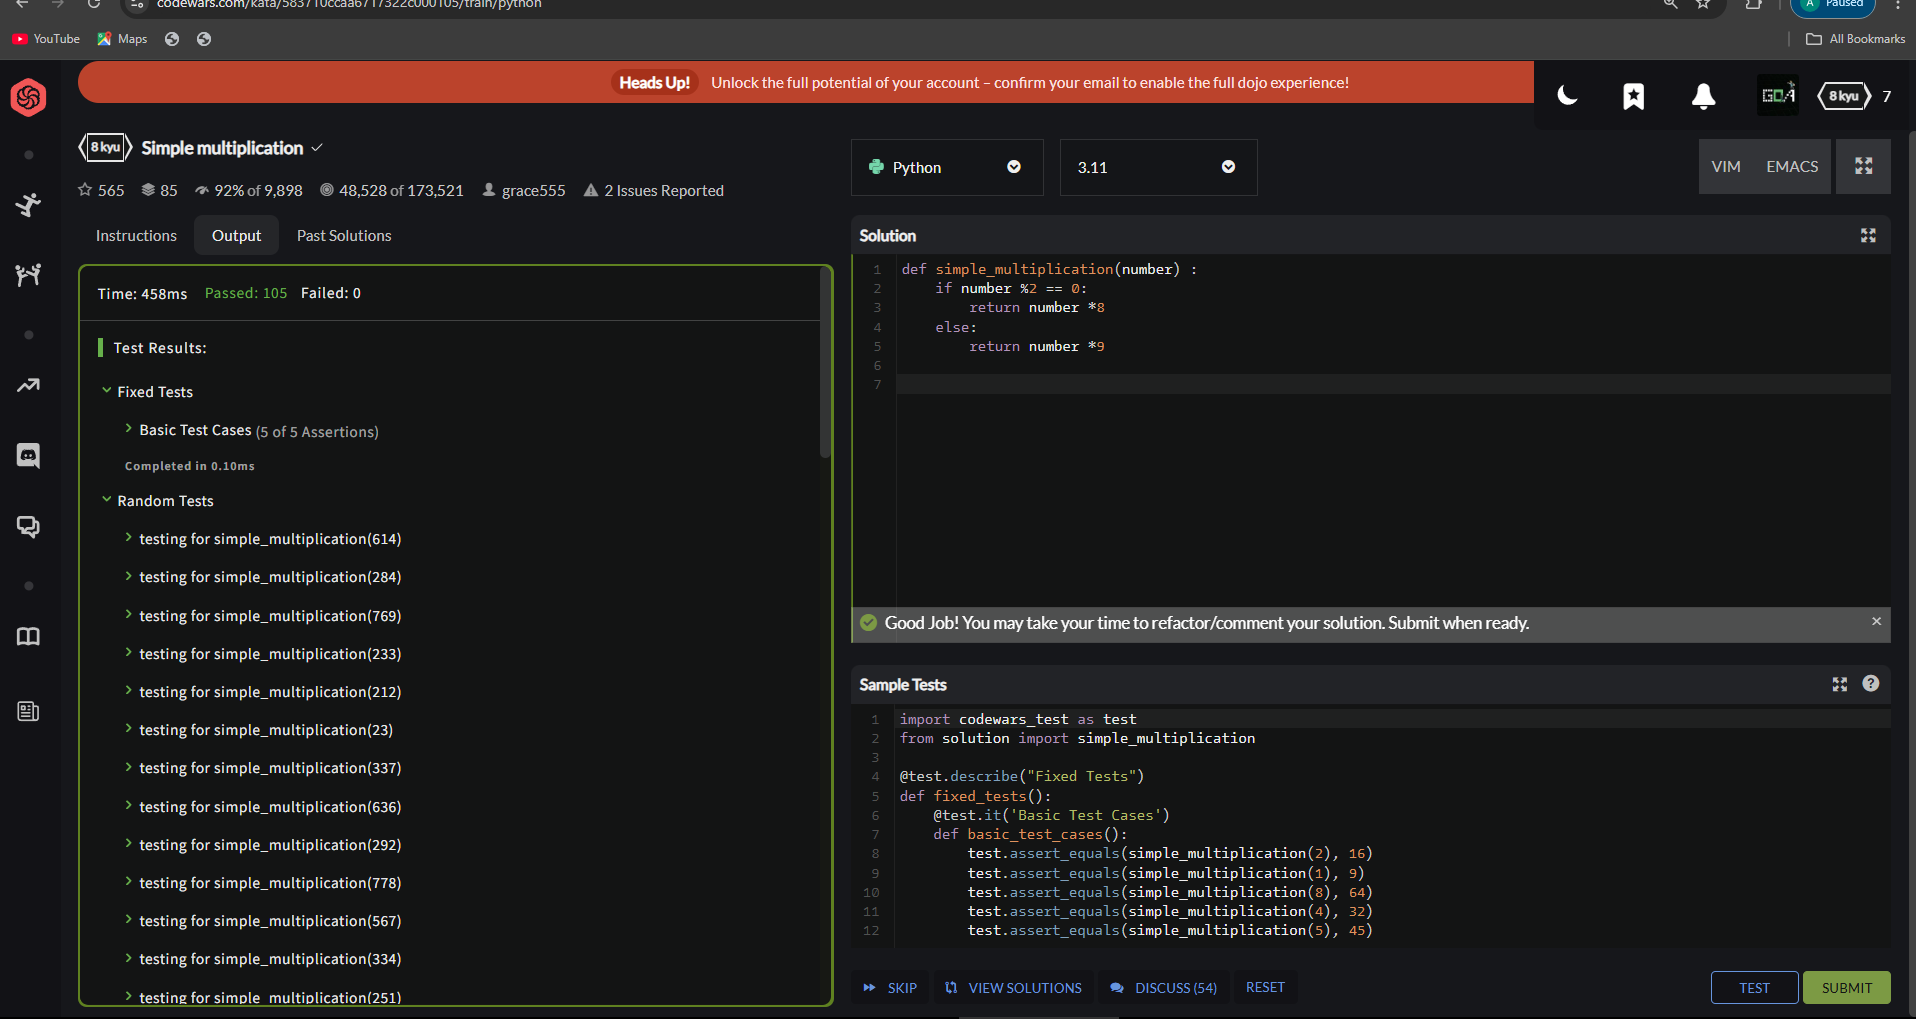 codewars.com/kata/583710ccaa6717322c000105/train/python
Paused
YouTube Maps All Bookmarks
Heads Up! Unlock the full potential of your account – confirm your email to enable the full dojo experience!
GOA 8 kyu 7
8 kyu Simple multiplication
565 85 92% of 9,898 48,528 of 173,521 grace555 2 Issues Reported
Python 3.11 VIM EMACS
Instructions Output Past Solutions
Time: 458ms Passed: 105 Failed: 0
Test Results:
Fixed Tests
Basic Test Cases (5 of 5 Assertions)
Completed in 0.10ms
Random Tests
testing for simple_multiplication(614)
testing for simple_multiplication(284)
testing for simple_multiplication(769)
testing for simple_multiplication(233)
testing for simple_multiplication(212)
testing for simple_multiplication(23)
testing for simple_multiplication(337)
testing for simple_multiplication(636)
testing for simple_multiplication(292)
testing for simple_multiplication(778)
testing for simple_multiplication(567)
testing for simple_multiplication(334)
testing for simple_multiplication(251)
Solution
1 def simple_multiplication(number) :
2 if number %2 == 0:
3 return number *8
4 else:
5 return number *9
6
7
Good Job! You may take your time to refactor/comment your solution. Submit when ready.
Sample Tests
1 import codewars_test as test
2 from solution import simple_multiplication
3
4 @test.describe("Fixed Tests")
5 def fixed_tests():
6 @test.it('Basic Test Cases')
7 def basic_test_cases():
8 test.assert_equals(simple_multiplication(2), 16)
9 test.assert_equals(simple_multiplication(1), 9)
10 test.assert_equals(simple_multiplication(8), 64)
11 test.assert_equals(simple_multiplication(4), 32)
12 test.assert_equals(simple_multiplication(5), 45)
SKIP VIEW SOLUTIONS DISCUSS (54) RESET TEST SUBMIT